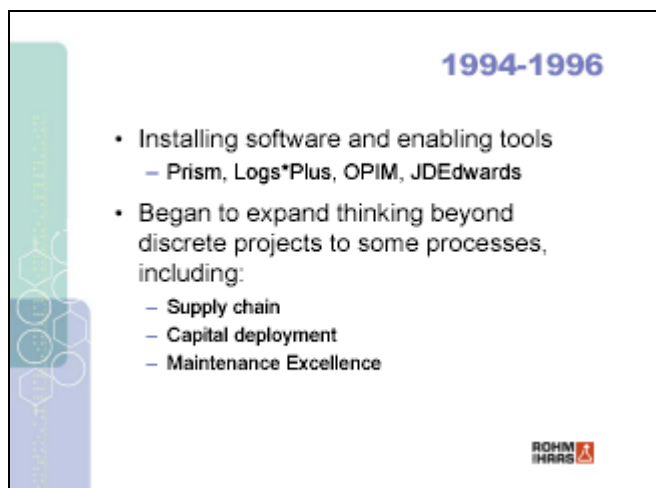 1994-1996
• Installing software and enabling tools
– Prism, Logs*Plus, OPIM, JDEdwards
• Began to expand thinking beyond
discrete projects to some processes,
including:
– Supply chain
– Capital deployment
– Maintenance Excellence
ROHM
HAAS